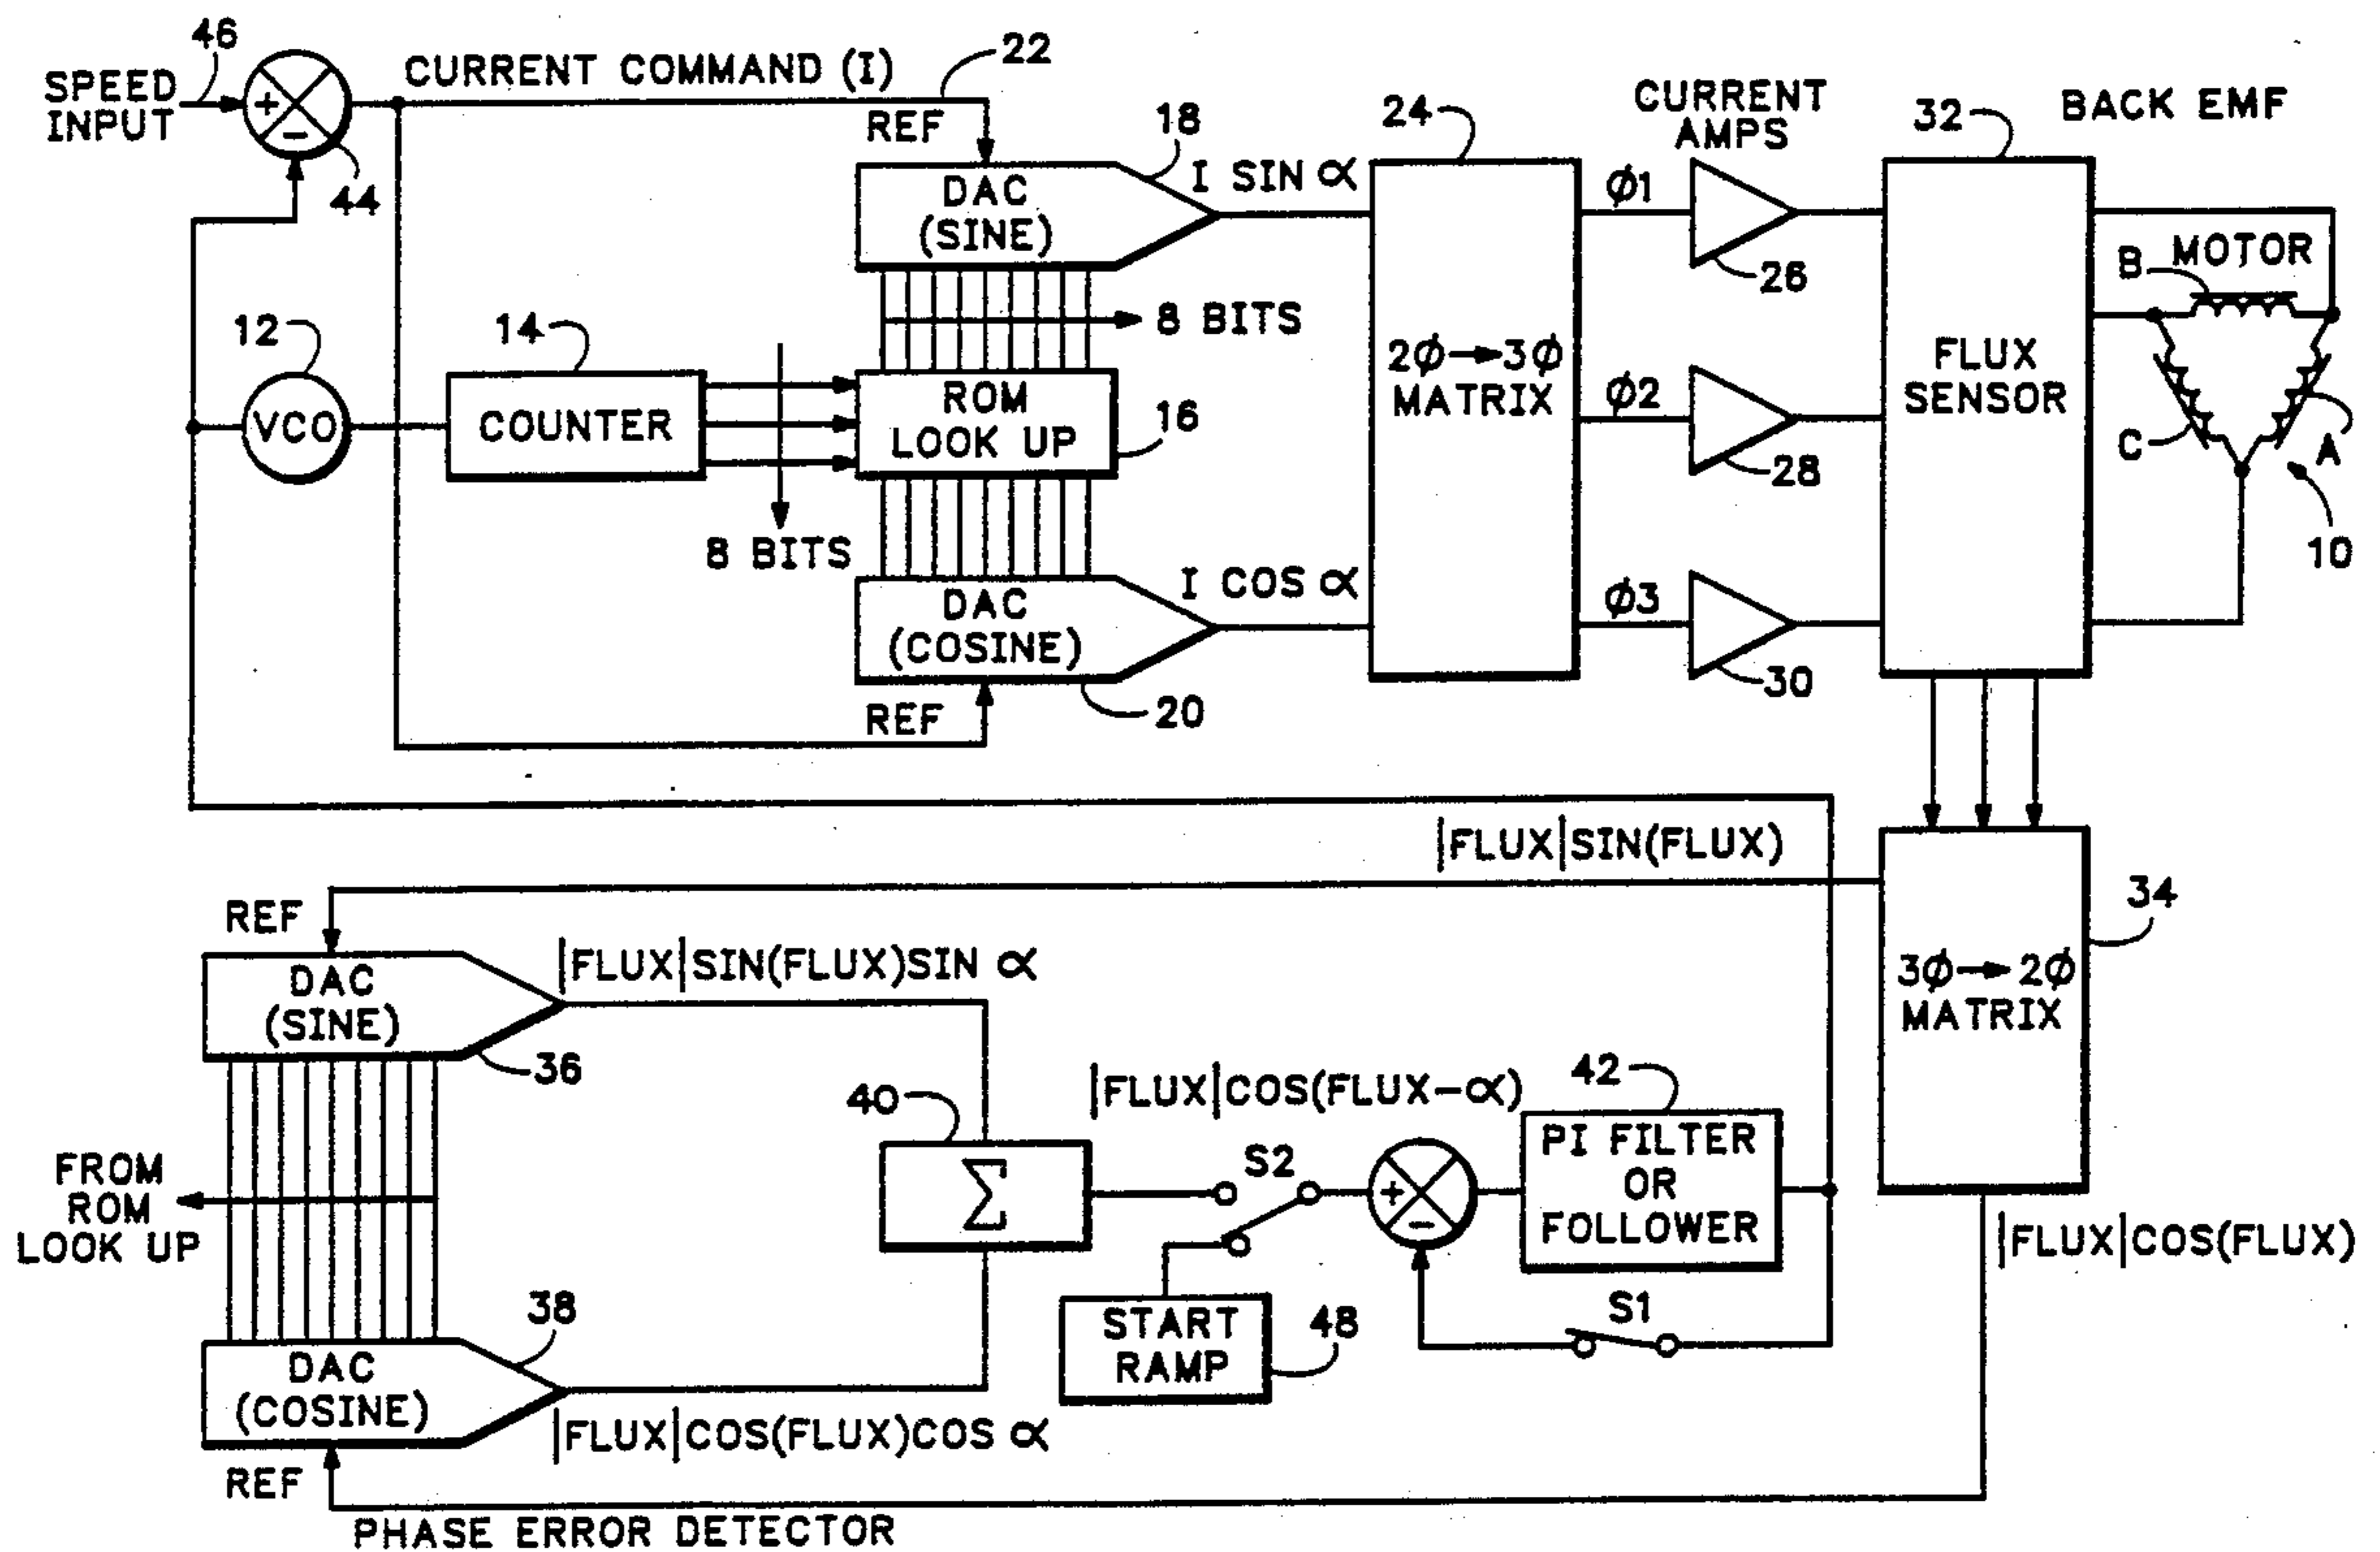 46
SPEED
INPUT
+
−
44
CURRENT COMMAND (I)
22
REF
18
DAC
(SINE)
I SIN ∝
8 BITS
12
VCO
14
COUNTER
8 BITS
ROM
LOOK UP
16
DAC
(COSINE)
I COS ∝
20
REF
24
2ϕ→3ϕ
MATRIX
CURRENT
AMPS
ϕ1
26
ϕ2
28
ϕ3
30
32
FLUX
SENSOR
BACK EMF
MOTOR
B
C
A
10
|FLUX|SIN(FLUX)
34
3ϕ→2ϕ
MATRIX
|FLUX|COS(FLUX)
REF
DAC
(SINE)
36
|FLUX|SIN(FLUX)SIN ∝
FROM
ROM
LOOK UP
40
Σ
|FLUX|COS(FLUX−∝)
S2
+
−
42
PI FILTER
OR
FOLLOWER
S1
START
RAMP
48
38
DAC
(COSINE)
|FLUX|COS(FLUX)COS ∝
REF
PHASE ERROR DETECTOR